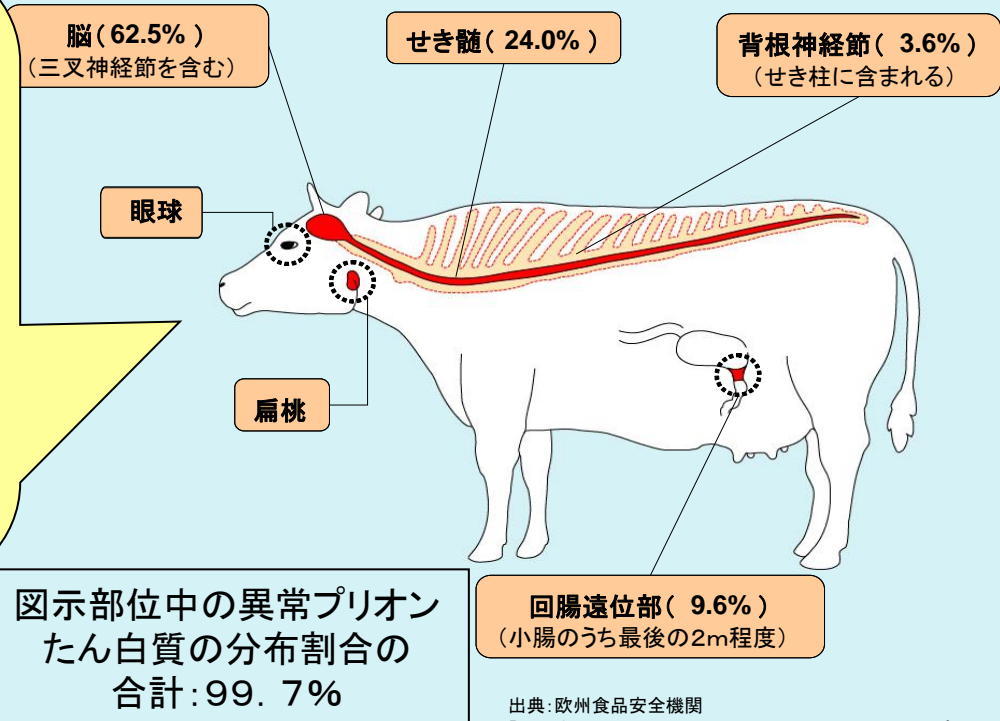 脳(62.5% )
(三叉神経節を含む)
せき髄( 24.0% )
背根神経節( 3.6% )
(せき柱に含まれる)
眼球
扁桃
回腸遠位部( 9.6% )
(小腸のうち最後の2m程度)
図示部位中の異常プリオン
たん白質の分布割合の
合計:99. 7%
出典:欧州食品安全機関